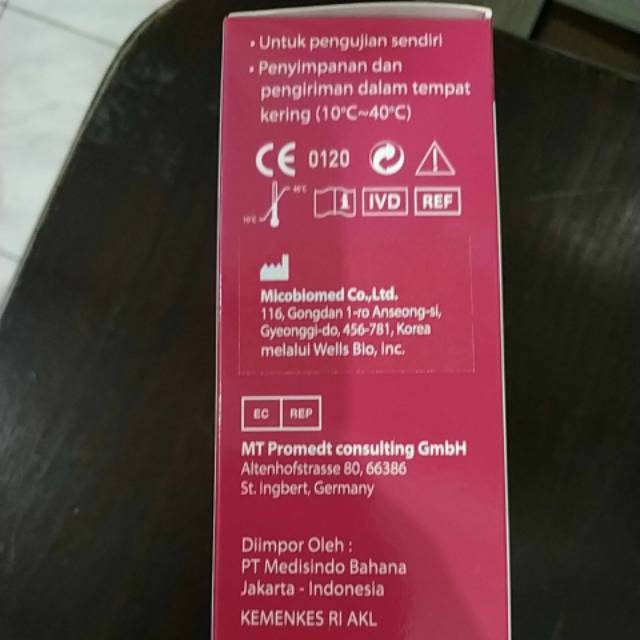 • Untuk pengujian sendiri
• Penyimpanan dan
pengiriman dalam tempat
kering (10°C~40°C)
CE 0120
40°C
10°C
i IVD REF
Micobiomed Co.,Ltd.
116, Gongdan 1-ro Anseong-si,
Gyeonggi-do, 456-781, Korea
melalui Wells Bio, Inc.
EC REP
MT Promedt consulting GmbH
Altenhofstrasse 80, 66386
St. Ingbert, Germany
Diimpor Oleh :
PT Medisindo Bahana
Jakarta - Indonesia
KEMENKES RI AKL